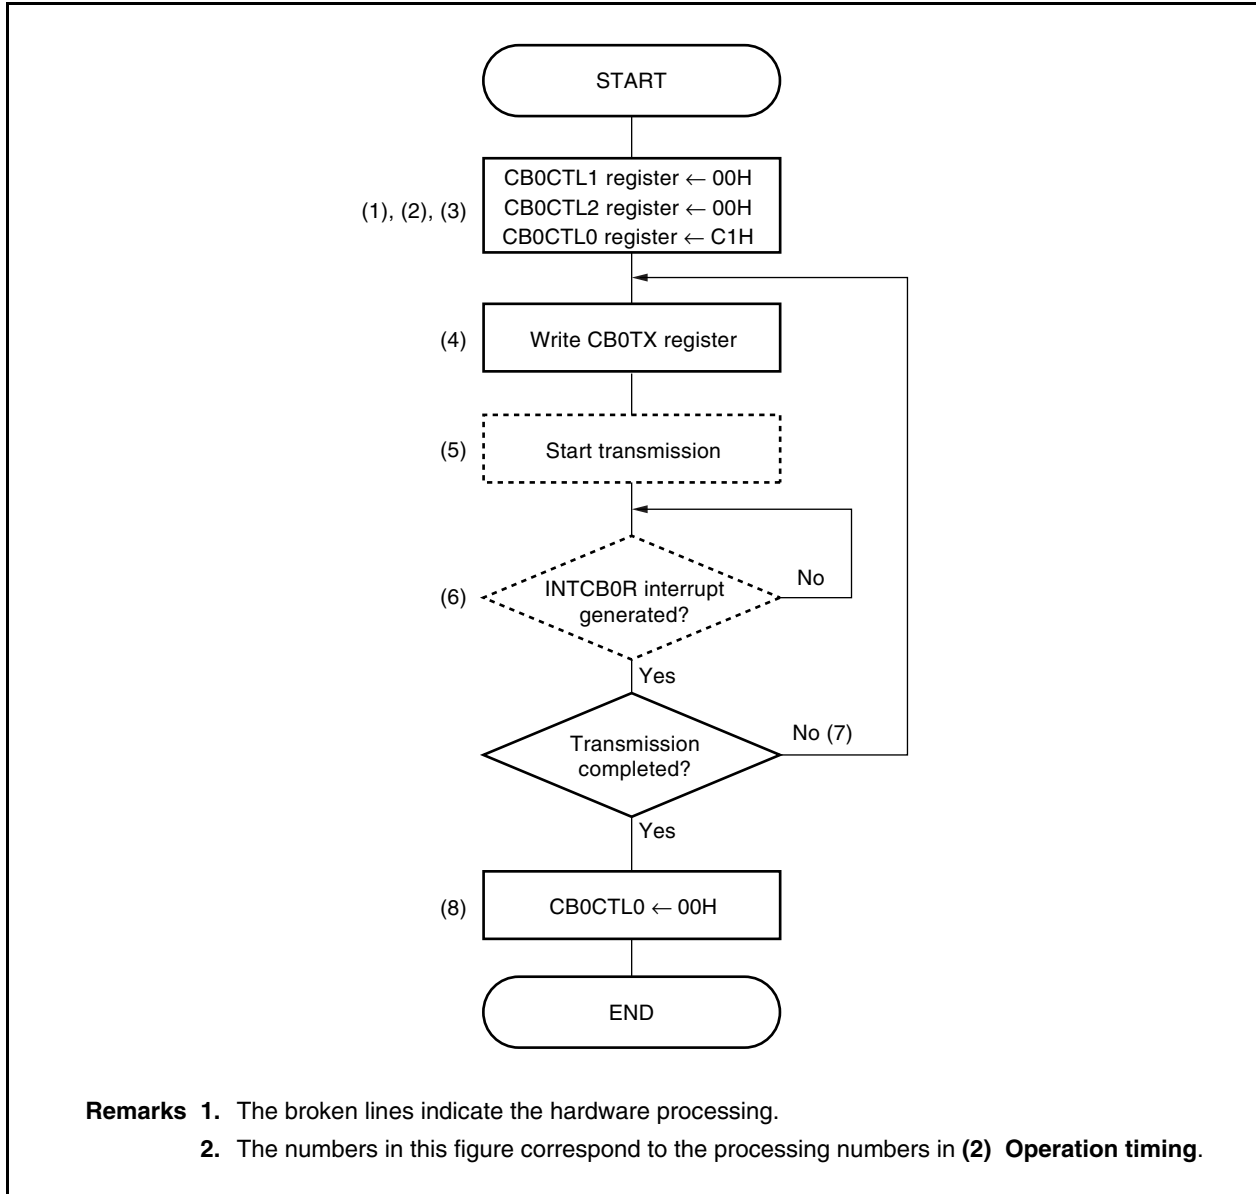 START
CB0CTL1 register ← 00H
(1), (2), (3)
CB0CTL2 register ← 00H
CB0CTL0 register ← C1H
(4)
Write CB0TX register
(5)
Start transmission
(6)
INTCB0R interrupt
generated?
No
Yes
Transmission
completed?
No (7)
Yes
(8)
CB0CTL0 ← 00H
END
Remarks 1. The broken lines indicate the hardware processing.
2. The numbers in this figure correspond to the processing numbers in (2) Operation timing.